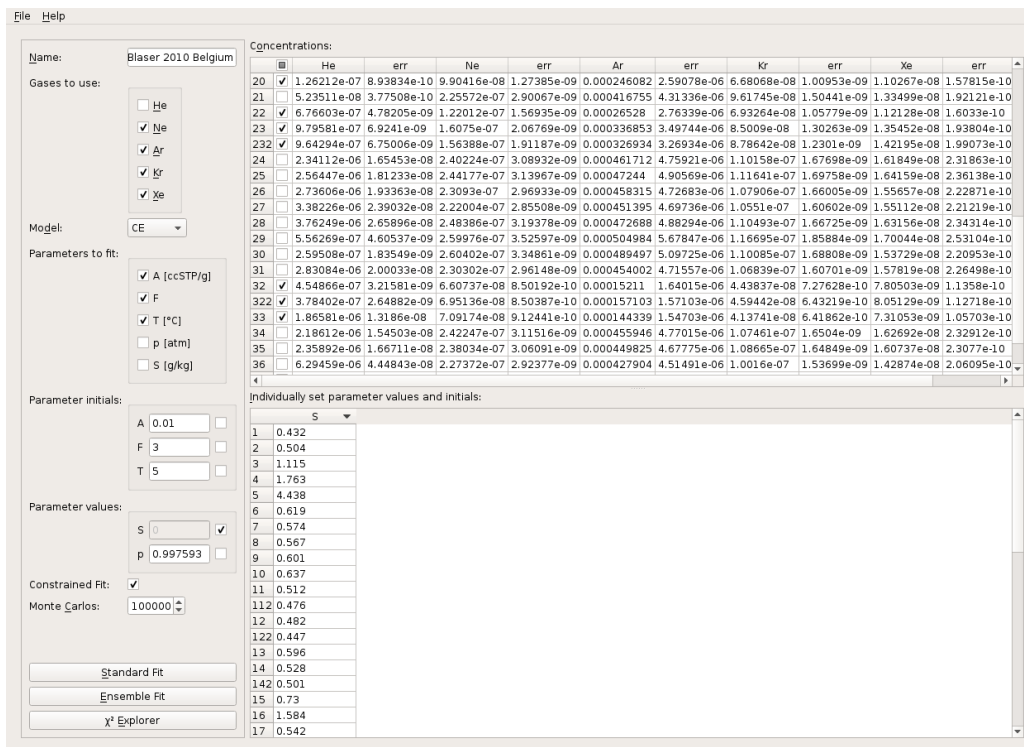 File Help
Name: Blaser 2010 Belgium
Gases to use:
He
Ne
Ar
Kr
Xe
Model: CE
Parameters to fit:
A [ccSTP/g]
F
T [°C]
p [atm]
S [g/kg]
Parameter initials:
A 0.01
F 3
T 5
Parameter values:
S 0
p 0.997593
Constrained Fit:
Monte Carlos: 100000
Standard Fit
Ensemble Fit
χ² Explorer
Concentrations:
He err Ne err Ar err Kr err Xe err
20 1.26212e-07 8.93834e-10 9.90416e-08 1.27385e-09 0.000246082 2.59078e-06 6.68068e-08 1.00953e-09 1.10267e-08 1.57815e-10
21 5.23511e-08 3.77508e-10 2.25572e-07 2.90067e-09 0.000416755 4.31336e-06 9.61745e-08 1.50441e-09 1.33499e-08 1.92121e-10
22 6.76603e-07 4.78205e-09 1.22012e-07 1.56935e-09 0.00026528 2.76339e-06 6.93264e-08 1.05779e-09 1.12128e-08 1.6033e-10
23 9.79581e-07 6.9241e-09 1.6075e-07 2.06769e-09 0.000336853 3.49744e-06 8.5009e-08 1.30263e-09 1.35452e-08 1.93804e-10
232 9.64294e-07 6.75006e-09 1.56388e-07 1.91187e-09 0.000326934 3.26934e-06 8.78642e-08 1.2301e-09 1.42195e-08 1.99073e-10
24 2.34112e-06 1.65453e-08 2.40224e-07 3.08932e-09 0.000461712 4.75921e-06 1.10158e-07 1.67698e-09 1.61849e-08 2.31863e-10
25 2.56447e-06 1.81233e-08 2.44177e-07 3.13967e-09 0.00047244 4.90569e-06 1.11641e-07 1.69758e-09 1.64159e-08 2.36138e-10
26 2.73606e-06 1.93363e-08 2.3093e-07 2.96933e-09 0.000458315 4.72683e-06 1.07906e-07 1.66005e-09 1.55657e-08 2.22871e-10
27 3.38226e-06 2.39032e-08 2.22004e-07 2.85508e-09 0.000451395 4.69736e-06 1.0551e-07 1.60602e-09 1.55112e-08 2.21219e-10
28 3.76249e-06 2.65896e-08 2.48386e-07 3.19378e-09 0.000472688 4.88294e-06 1.10493e-07 1.66725e-09 1.63156e-08 2.34314e-10
29 5.56269e-07 4.60537e-09 2.59976e-07 3.52597e-09 0.000504984 5.67847e-06 1.16695e-07 1.85884e-09 1.70044e-08 2.53104e-10
30 2.59508e-07 1.83549e-09 2.60402e-07 3.34861e-09 0.000489497 5.09725e-06 1.10085e-07 1.68808e-09 1.53729e-08 2.20953e-10
31 2.83084e-06 2.00033e-08 2.30302e-07 2.96148e-09 0.000454002 4.71557e-06 1.06839e-07 1.60701e-09 1.57819e-08 2.26498e-10
32 4.54866e-07 3.21581e-09 6.60737e-08 8.50192e-10 0.00015211 1.64015e-06 4.43837e-08 7.27628e-10 7.80503e-09 1.1358e-10
322 3.78402e-07 2.64882e-09 6.95136e-08 8.50387e-10 0.000157103 1.57103e-06 4.59442e-08 6.43219e-10 8.05129e-09 1.12718e-10
33 1.86581e-06 1.3186e-08 7.09174e-08 9.12441e-10 0.000144339 1.54703e-06 4.13741e-08 6.41862e-10 7.31053e-09 1.05703e-10
34 2.18612e-06 1.54503e-08 2.42247e-07 3.11516e-09 0.000455946 4.77015e-06 1.07461e-07 1.6504e-09 1.62692e-08 2.32912e-10
35 2.35892e-06 1.66711e-08 2.38034e-07 3.06091e-09 0.000449825 4.67775e-06 1.08665e-07 1.64849e-09 1.60737e-08 2.3077e-10
36 6.29459e-06 4.44843e-08 2.27372e-07 2.92377e-09 0.000427904 4.51491e-06 1.0016e-07 1.53699e-09 1.42874e-08 2.06095e-10
Individually set parameter values and initials:
S
1 0.432
2 0.504
3 1.115
4 1.763
5 4.438
6 0.619
7 0.574
8 0.567
9 0.601
10 0.637
11 0.512
112 0.476
12 0.482
122 0.447
13 0.596
14 0.528
142 0.501
15 0.73
16 1.584
17 0.542